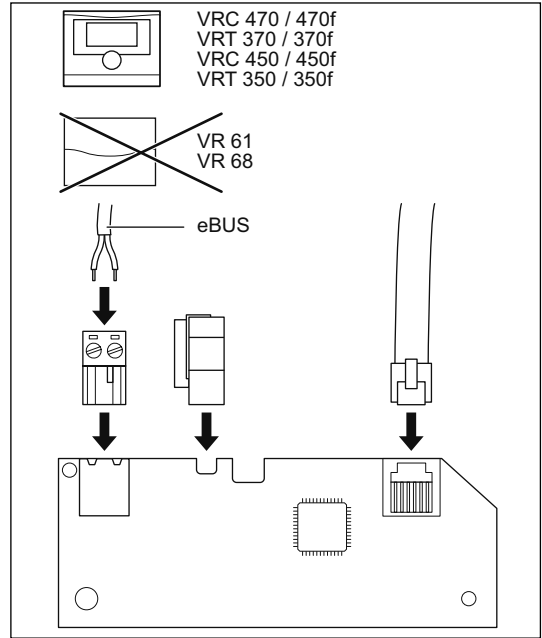 VRC 470 / 470f
VRT 370 / 370f
VRC 450 / 450f
VRT 350 / 350f
VR 61
VR 68
eBUS